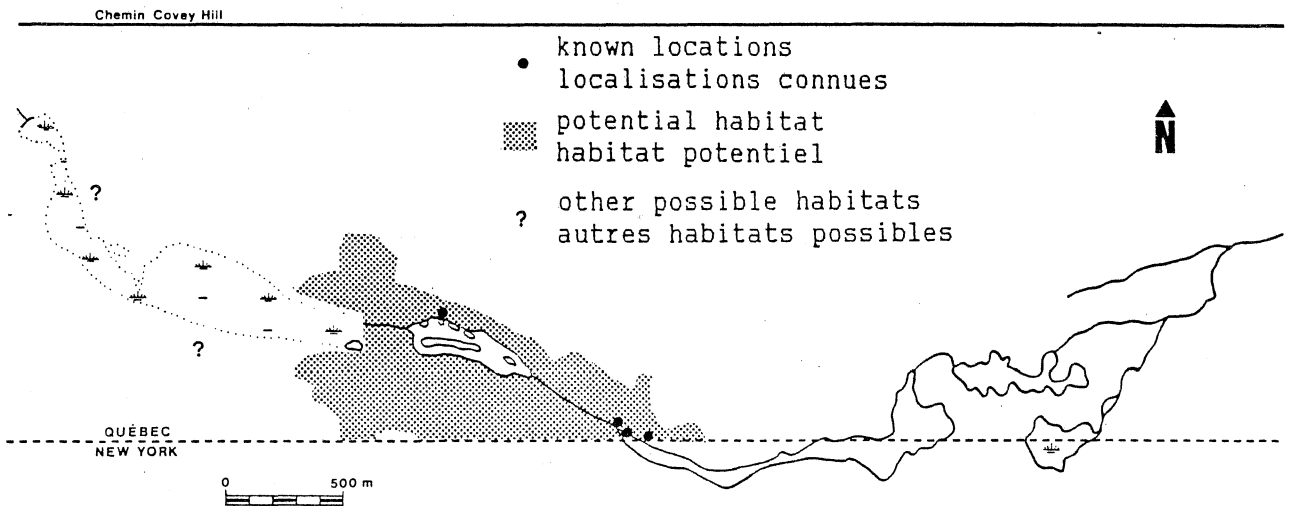 Chemin Covey Hill
known locations
localisations connues
potential habitat
habitat potentiel
? other possible habitats
autres habitats possibles
N
?
?
QUÉBEC
NEW YORK
0 500 m